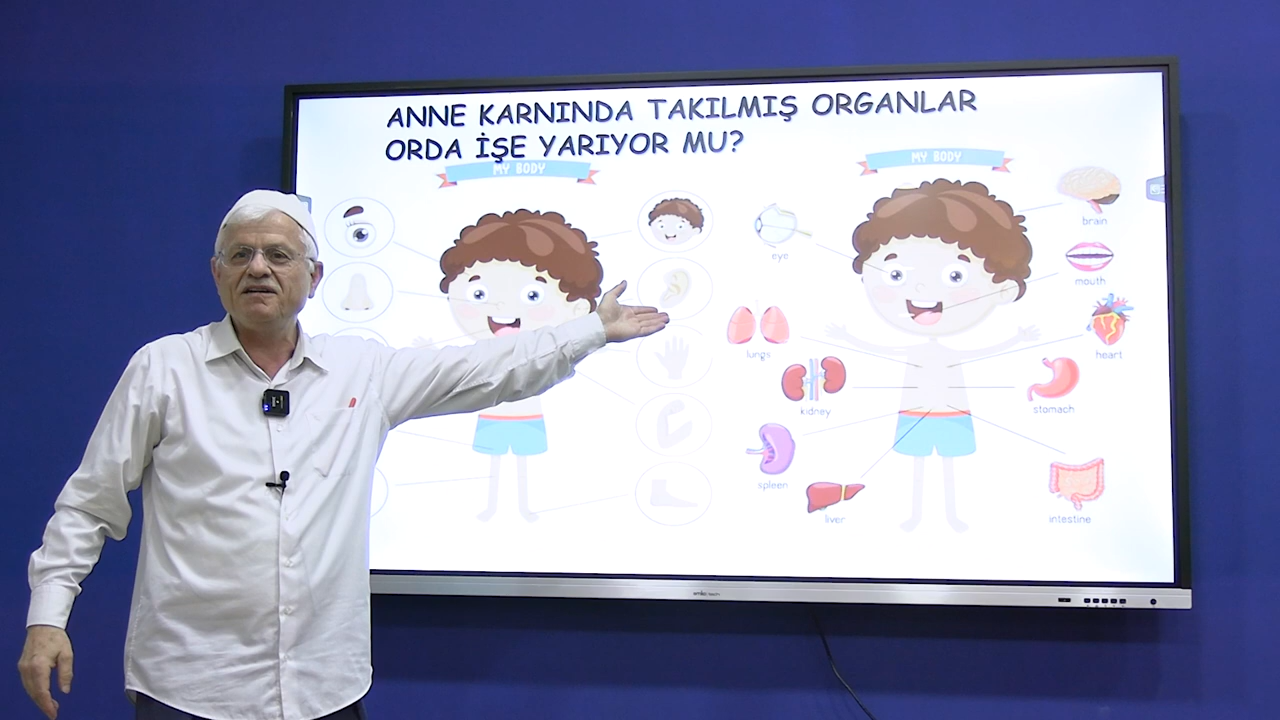 ANNE KARNINDA TAKILMIŞ ORGANLAR
ORDA İŞE YARIYOR MU?
MY BODY
MY BODY
brain
eye
mouth
lungs
heart
kidney
stomach
spleen
liver
intestine